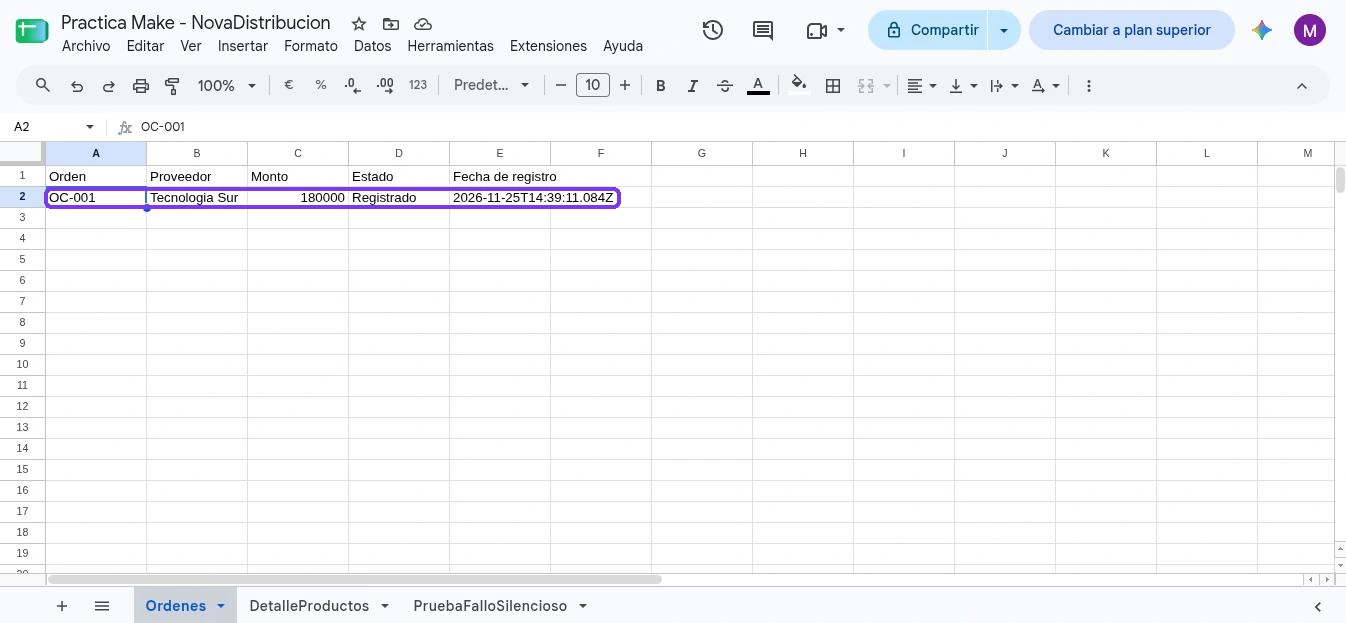 Practica Make - NovaDistribucion
Archivo Editar Ver Insertar Formato Datos Herramientas Extensiones Ayuda
Compartir
Cambiar a plan superior
M
100% € % .0 .00 123 Predet... 10 B I S A A
A2 fx OC-001
A B C D E F G H I J K L M
1 Orden Proveedor Monto Estado Fecha de registro
2 OC-001 Tecnologia Sur 180000 Registrado 2026-11-25T14:39:11.084Z
3
4
5
6
7
8
9
10
11
12
13
14
15
16
17
18
19
Ordenes DetalleProductos PruebaFalloSilencioso